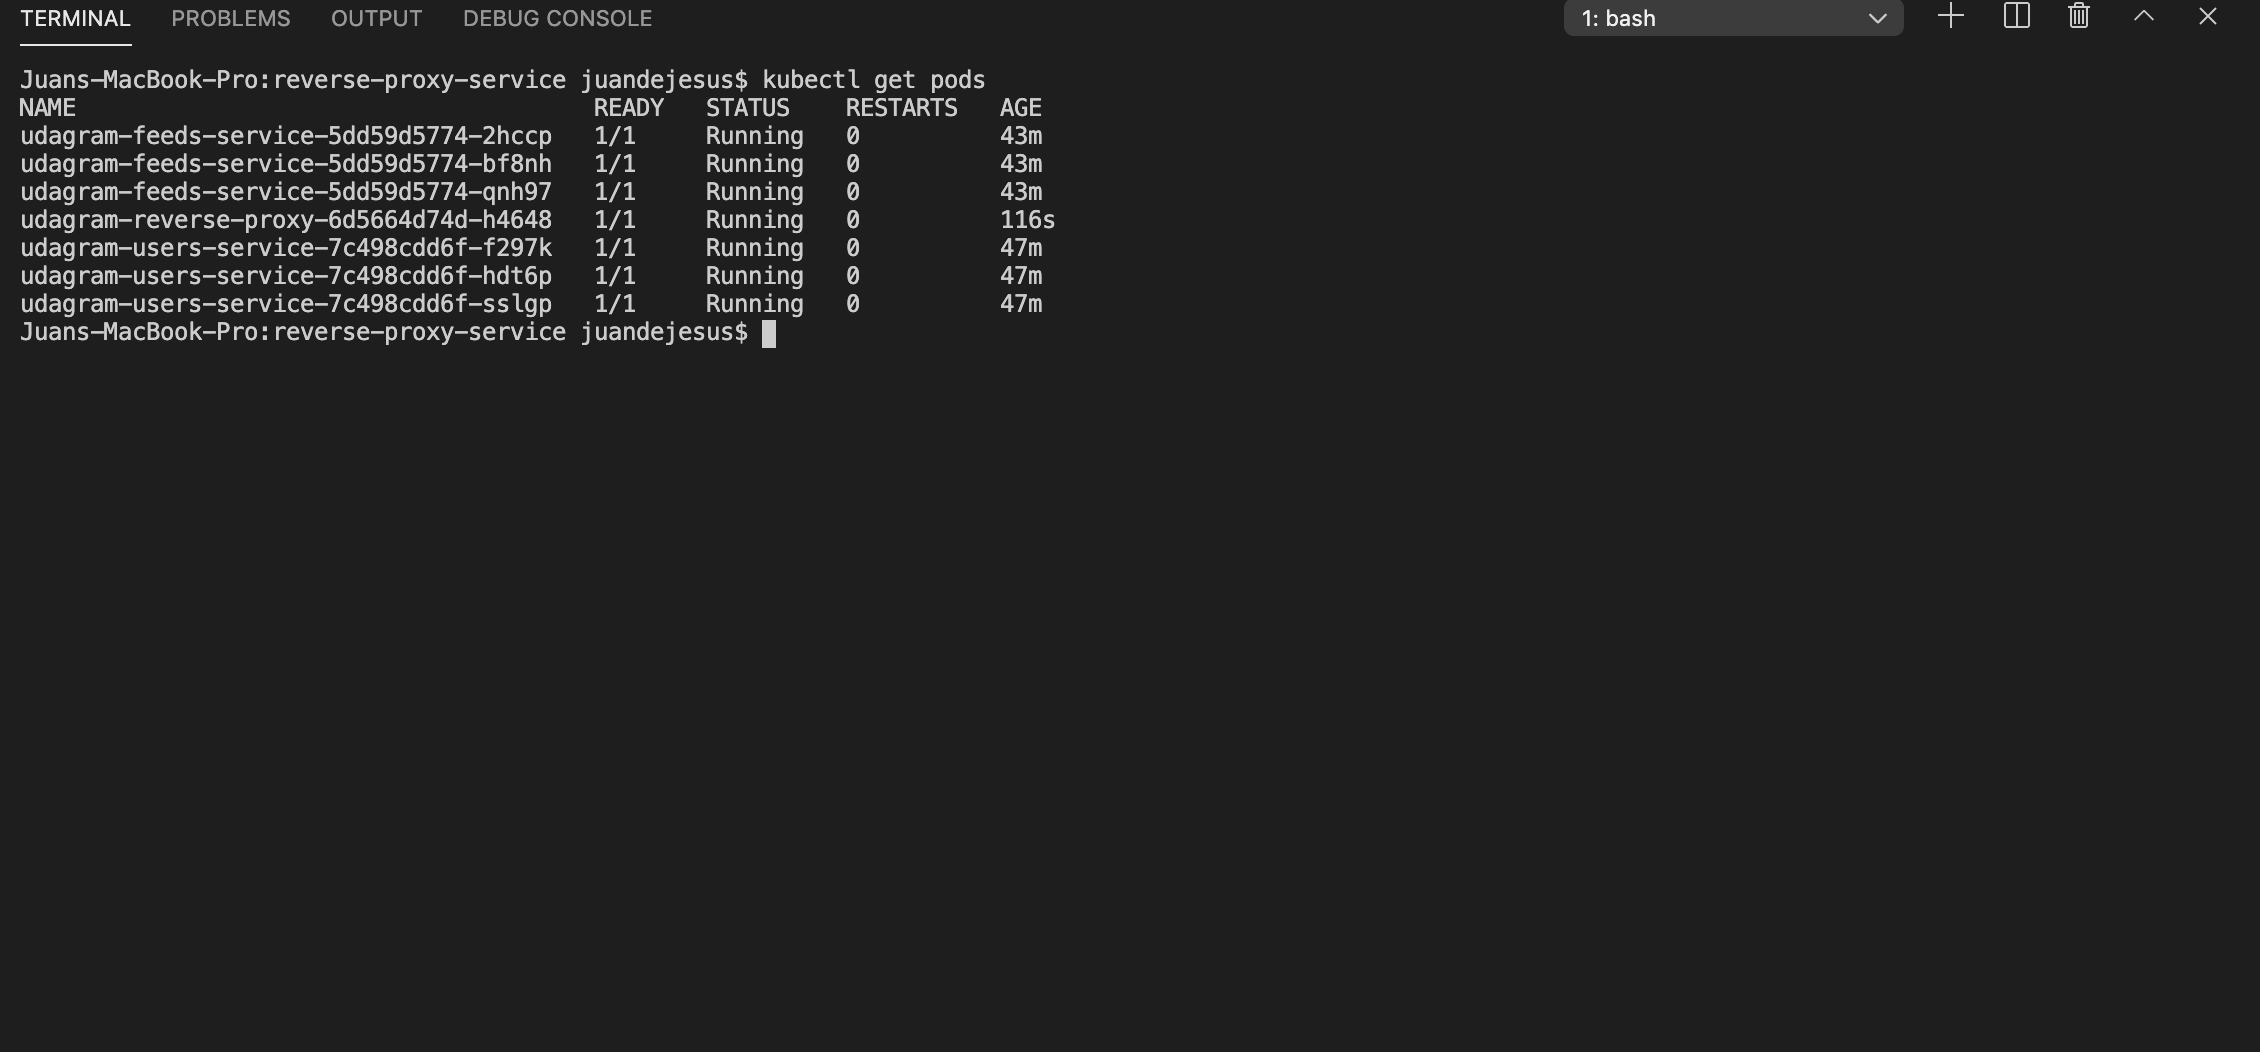 TERMINAL PROBLEMS OUTPUT DEBUG CONSOLE 1: bash
Juans-MacBook-Pro:reverse-proxy-service juandejesus$ kubectl get pods
NAME READY STATUS RESTARTS AGE
udagram-feeds-service-5dd59d5774-2hccp 1/1 Running 0 43m
udagram-feeds-service-5dd59d5774-bf8nh 1/1 Running 0 43m
udagram-feeds-service-5dd59d5774-qnh97 1/1 Running 0 43m
udagram-reverse-proxy-6d5664d74d-h4648 1/1 Running 0 116s
udagram-users-service-7c498cdd6f-f297k 1/1 Running 0 47m
udagram-users-service-7c498cdd6f-hdt6p 1/1 Running 0 47m
udagram-users-service-7c498cdd6f-sslgp 1/1 Running 0 47m
Juans-MacBook-Pro:reverse-proxy-service juandejesus$